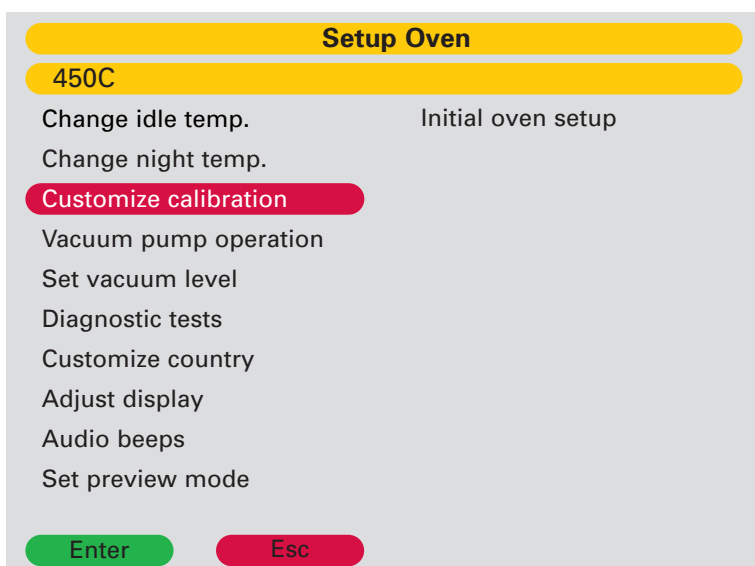 Setup Oven
450C
Change idle temp.
Change night temp.
Customize calibration
Vacuum pump operation
Set vacuum level
Diagnostic tests
Customize country
Adjust display
Audio beeps
Set preview mode
Initial oven setup
Enter
Esc